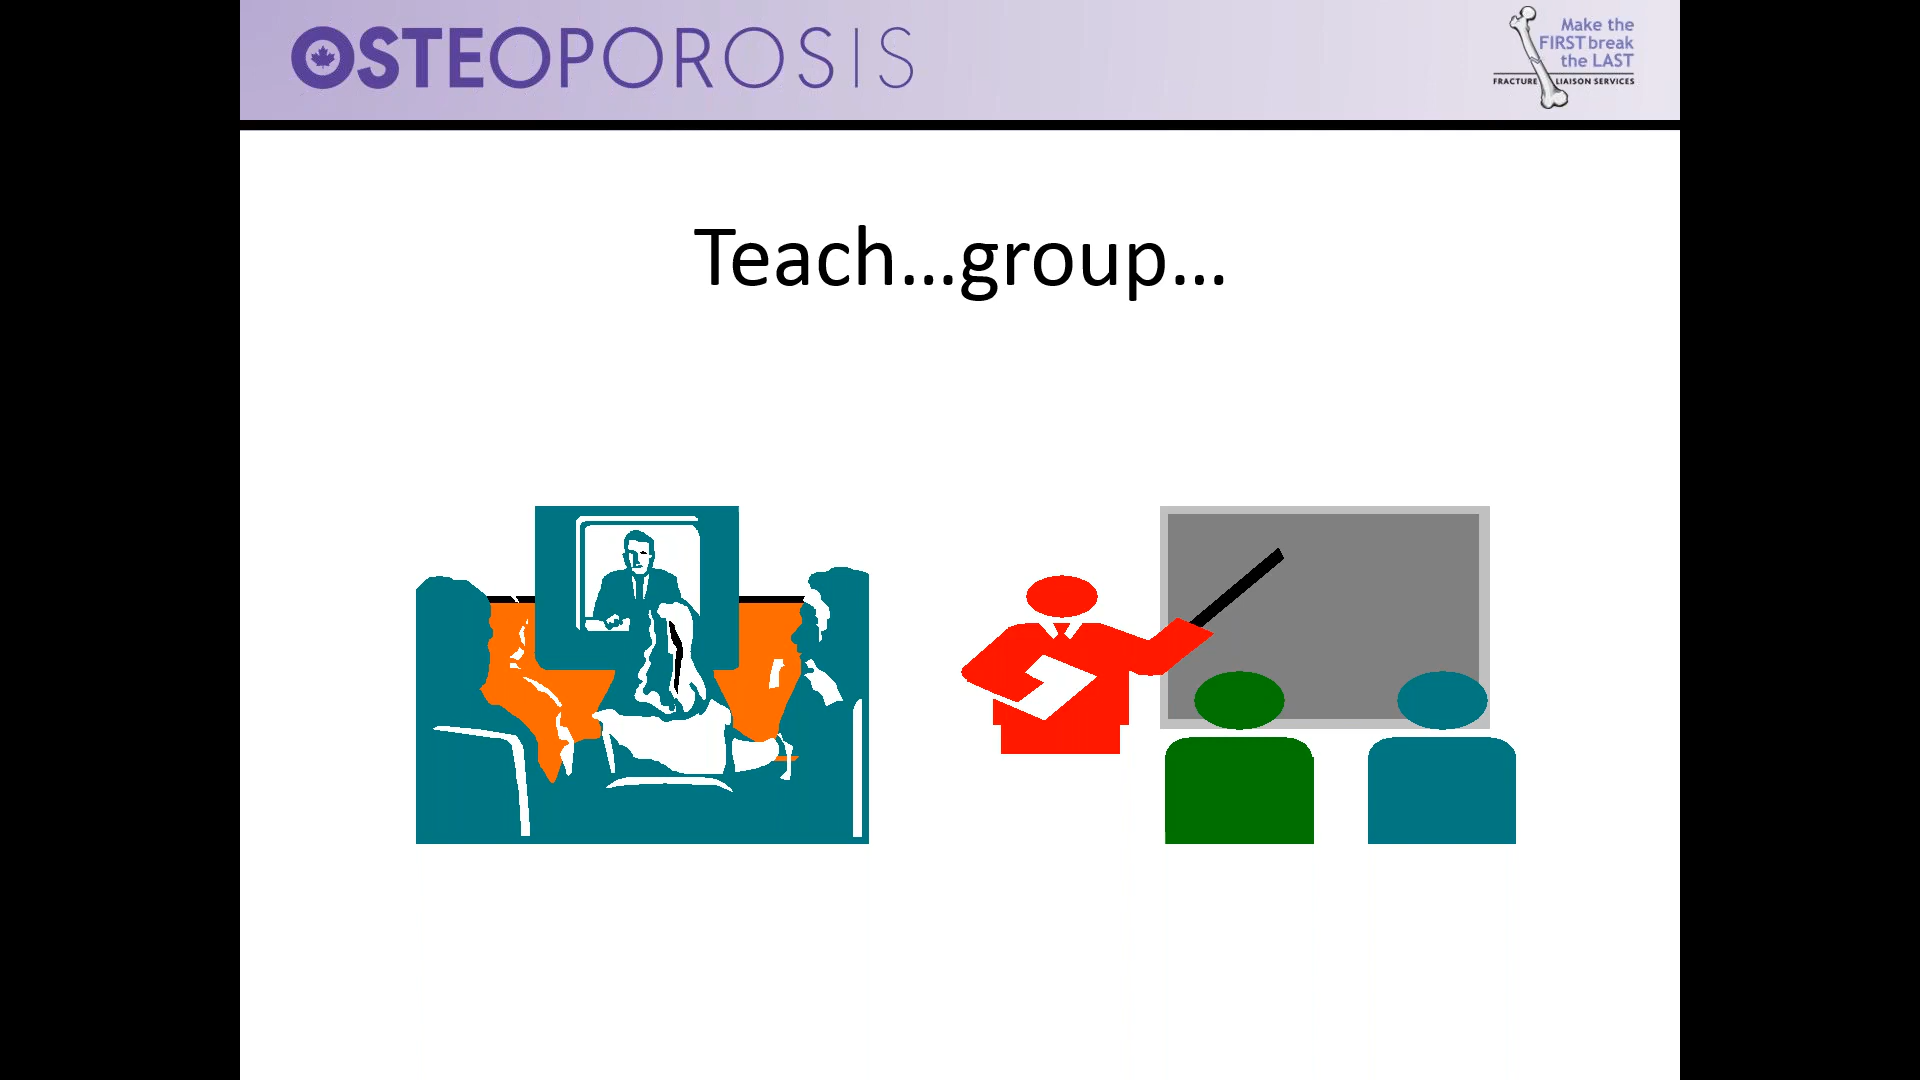 OSTEOPOROSIS
Make the
FIRST break
the LAST
FRACTURE LIAISON SERVICES
Teach...group...